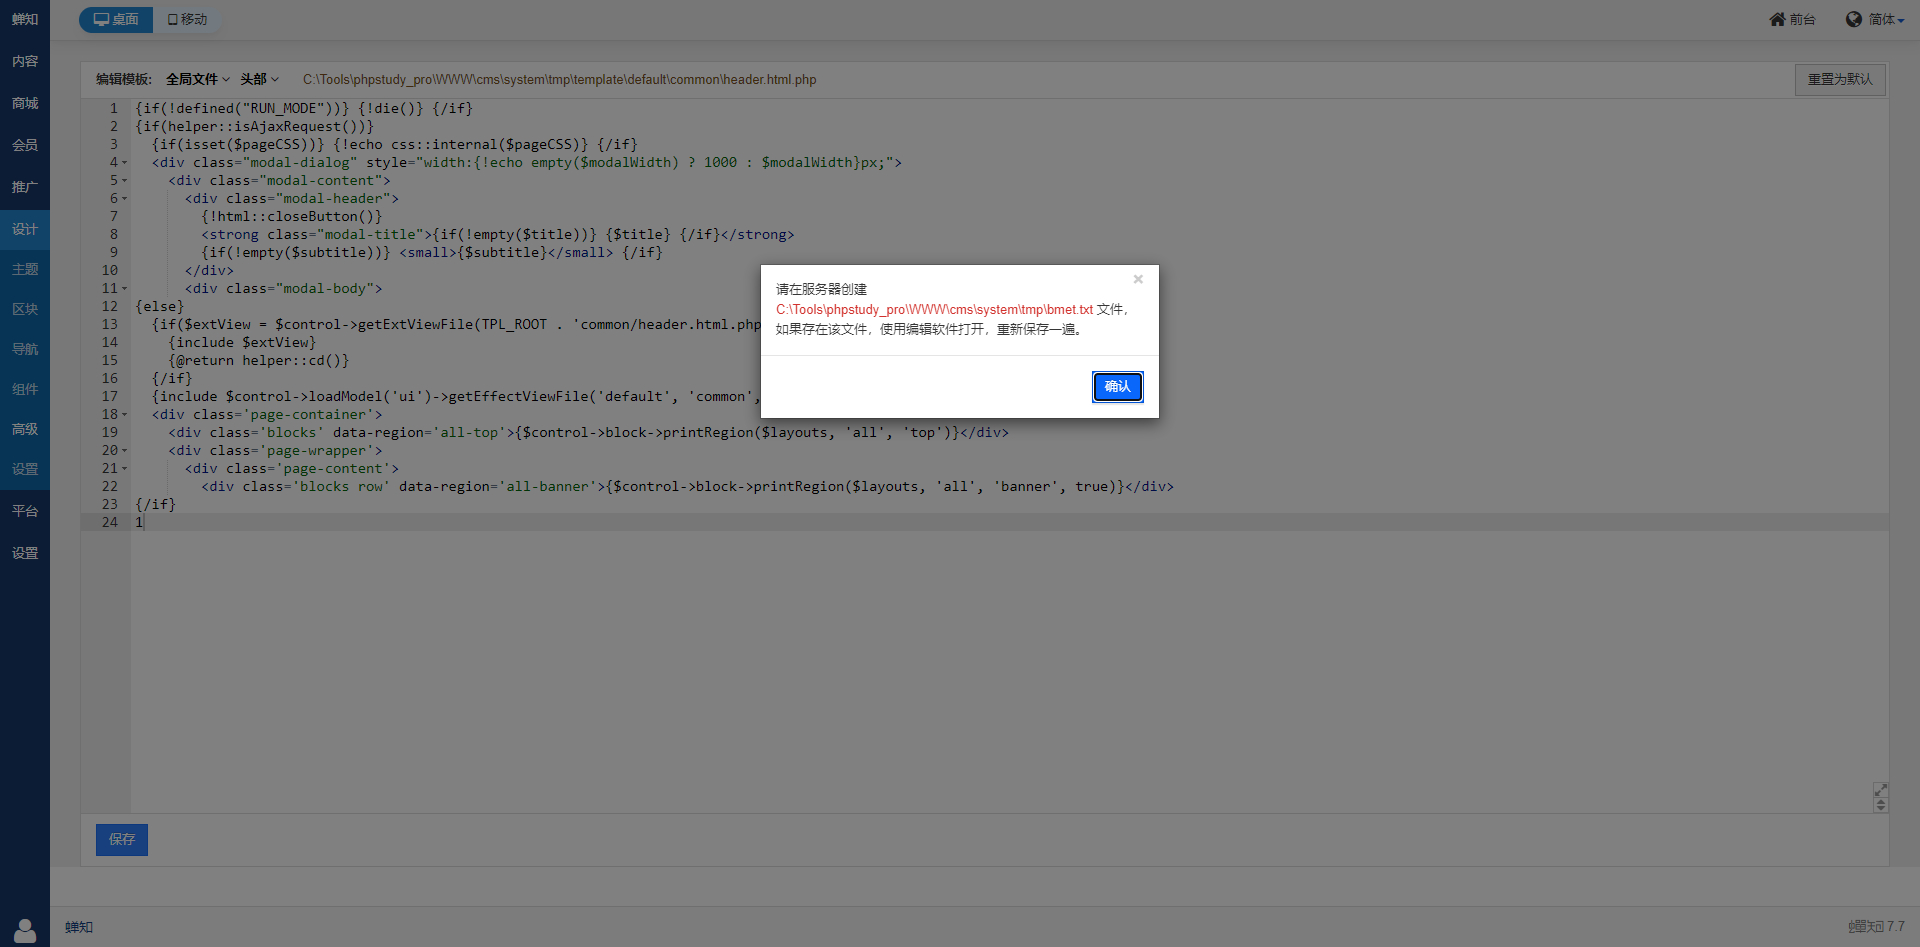 蝉知
桌面
移动
前台
简体
内容
商城
会员
推广
设计
主题
区块
导航
组件
高级
设置
平台
设置
编辑模板:  全局文件  头部  C:\Tools\phpstudy_pro\WWW\cms\system\tmp\template\default\common\header.html.php
重置为默认
1 {if(!defined("RUN_MODE"))} {!die()} {/if}
2 {if(helper::isAjaxRequest())}
3   {if(isset($pageCSS))} {!echo css::internal($pageCSS)} {/if}
4   <div class="modal-dialog" style="width:{!echo empty($modalWidth) ? 1000 : $modalWidth}px;">
5     <div class="modal-content">
6       <div class="modal-header">
7         {!html::closeButton()}
8         <strong class="modal-title">{if(!empty($title))} {$title} {/if}</strong>
9         {if(!empty($subtitle))} <small>{$subtitle}</small> {/if}
10       </div>
11       <div class="modal-body">
12 {else}
13   {if($extView = $control->getExtViewFile(TPL_ROOT . 'common/header.html.php
14     {include $extView}
15     {@return helper::cd()}
16   {/if}
17   {include $control->loadModel('ui')->getEffectViewFile('default', 'common',
18   <div class='page-container'>
19     <div class='blocks' data-region='all-top'>{$control->block->printRegion($layouts, 'all', 'top')}</div>
20     <div class='page-wrapper'>
21       <div class='page-content'>
22         <div class='blocks row' data-region='all-banner'>{$control->block->printRegion($layouts, 'all', 'banner', true)}</div>
23 {/if}
24 1
×
请在服务器创建
C:\Tools\phpstudy_pro\WWW\cms\system\tmp\bmet.txt 文件，
如果存在该文件，使用编辑软件打开，重新保存一遍。
确认
保存
蝉知
蝉知 7.7